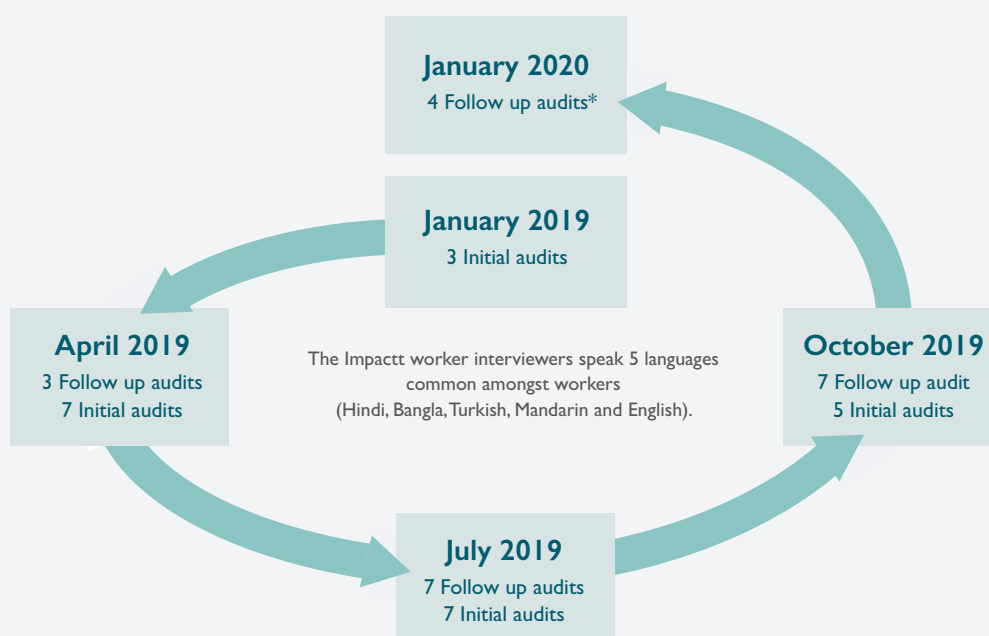 January 2020
4 Follow up audits*
January 2019
3 Initial audits
April 2019
3 Follow up audits
7 Initial audits
The Impactt worker interviewers speak 5 languages
common amongst workers
(Hindi, Bangla, Turkish, Mandarin and English).
October 2019
7 Follow up audit
5 Initial audits
July 2019
7 Follow up audits
7 Initial audits